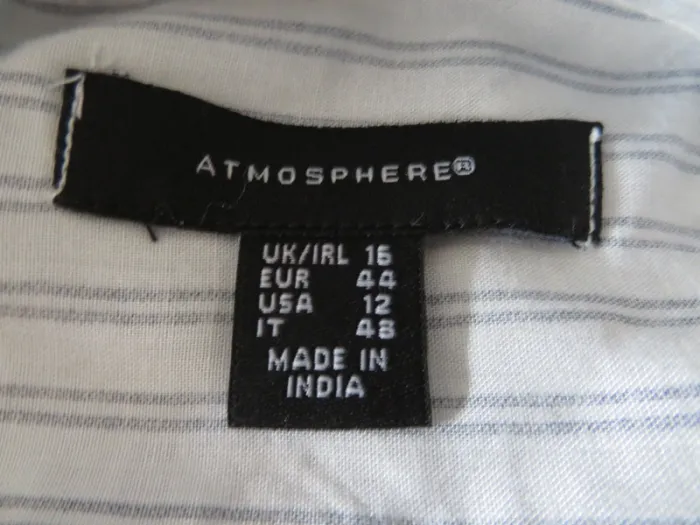 ATMOSPHERE®
UK/IRL 16
EUR 44
USA 12
IT 48
MADE IN
INDIA